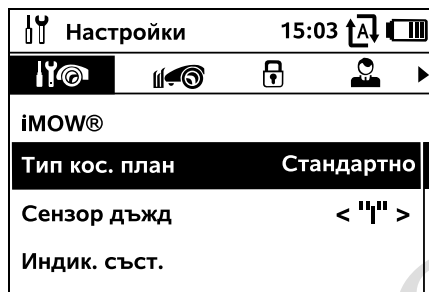 Настройки 15:03 A
iMOW®
Тип кос. план Стандартно
Сензор дъжд < >
Индик. съст.